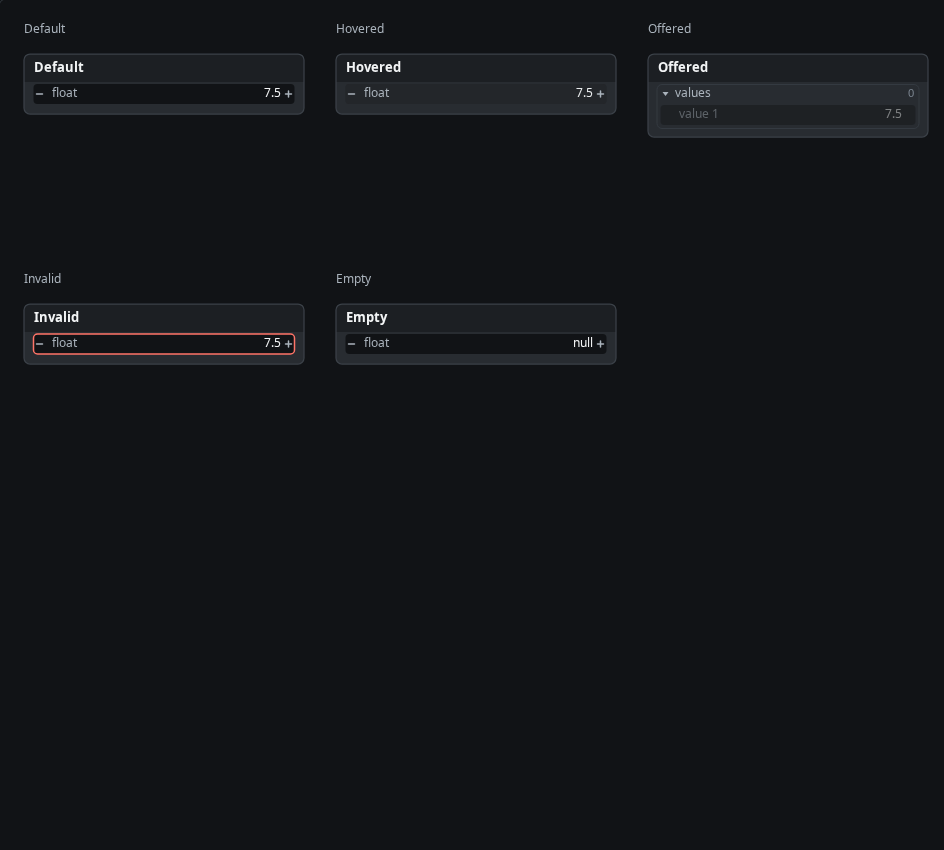 Default
Hovered
Offered
Default
Hovered
Offered
− float 7.5 +
− float 7.5 +
values 0
value 1 7.5
Invalid
Empty
Invalid
Empty
− float 7.5 +
− float null +